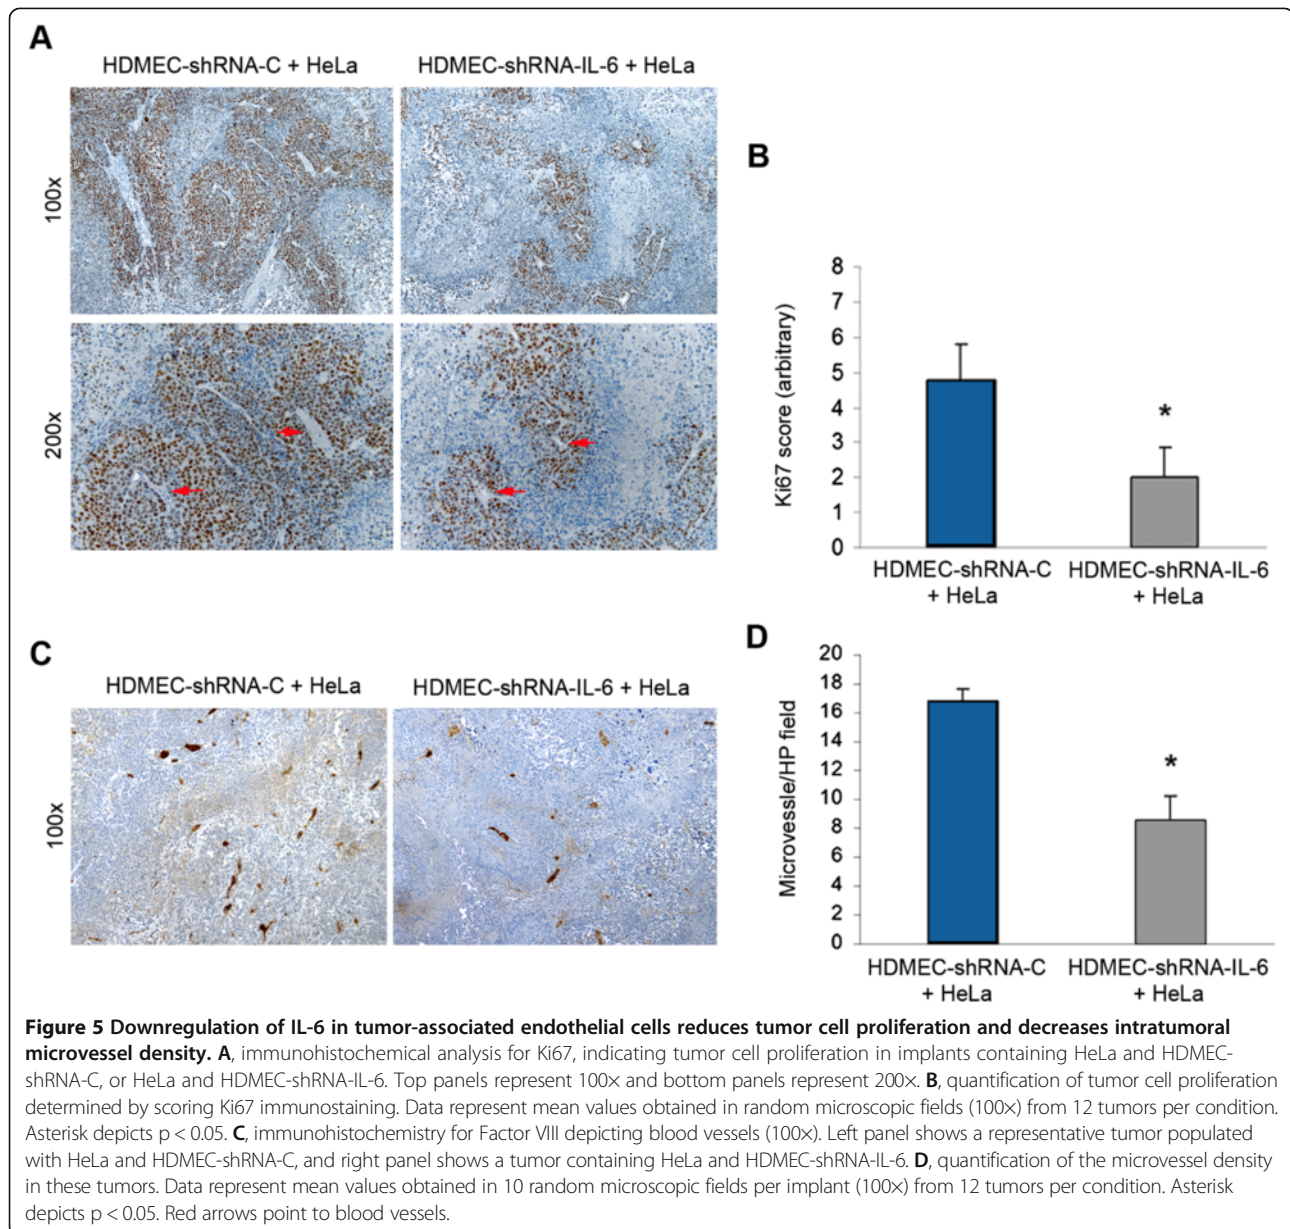 A
HDMEC-shRNA-C + HeLa
HDMEC-shRNA-IL-6 + HeLa
100x
200x
B
Ki67 score (arbitrary)
8
7
6
5
4
3
2
1
0
*
HDMEC-shRNA-C
+ HeLa
HDMEC-shRNA-IL-6
+ HeLa
C
HDMEC-shRNA-C + HeLa
HDMEC-shRNA-IL-6 + HeLa
100x
D
Microvessle/HP field
20
18
16
14
12
10
8
6
4
2
0
*
HDMEC-shRNA-C
+ HeLa
HDMEC-shRNA-IL-6
+ HeLa
Figure 5 Downregulation of IL-6 in tumor-associated endothelial cells reduces tumor cell proliferation and decreases intratumoral
microvessel density. A, immunohistochemical analysis for Ki67, indicating tumor cell proliferation in implants containing HeLa and HDMEC-
shRNA-C, or HeLa and HDMEC-shRNA-IL-6. Top panels represent 100× and bottom panels represent 200×. B, quantification of tumor cell proliferation
determined by scoring Ki67 immunostaining. Data represent mean values obtained in random microscopic fields (100×) from 12 tumors per condition.
Asterisk depicts p < 0.05. C, immunohistochemistry for Factor VIII depicting blood vessels (100×). Left panel shows a representative tumor populated
with HeLa and HDMEC-shRNA-C, and right panel shows a tumor containing HeLa and HDMEC-shRNA-IL-6. D, quantification of the microvessel density
in these tumors. Data represent mean values obtained in 10 random microscopic fields per implant (100×) from 12 tumors per condition. Asterisk
depicts p < 0.05. Red arrows point to blood vessels.